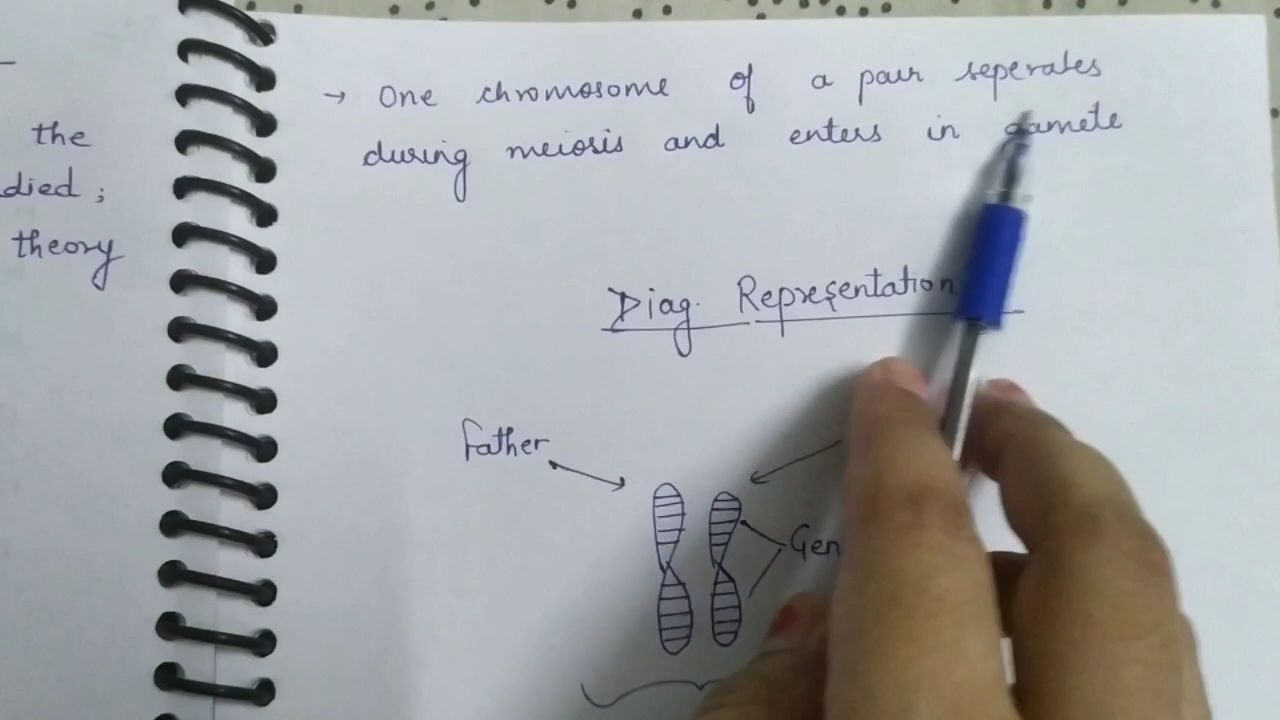 the
died;
theory
→ One chromosome of a pair seperates
during meiosis and enters in gamete
Diag. Representation
Father
Gen